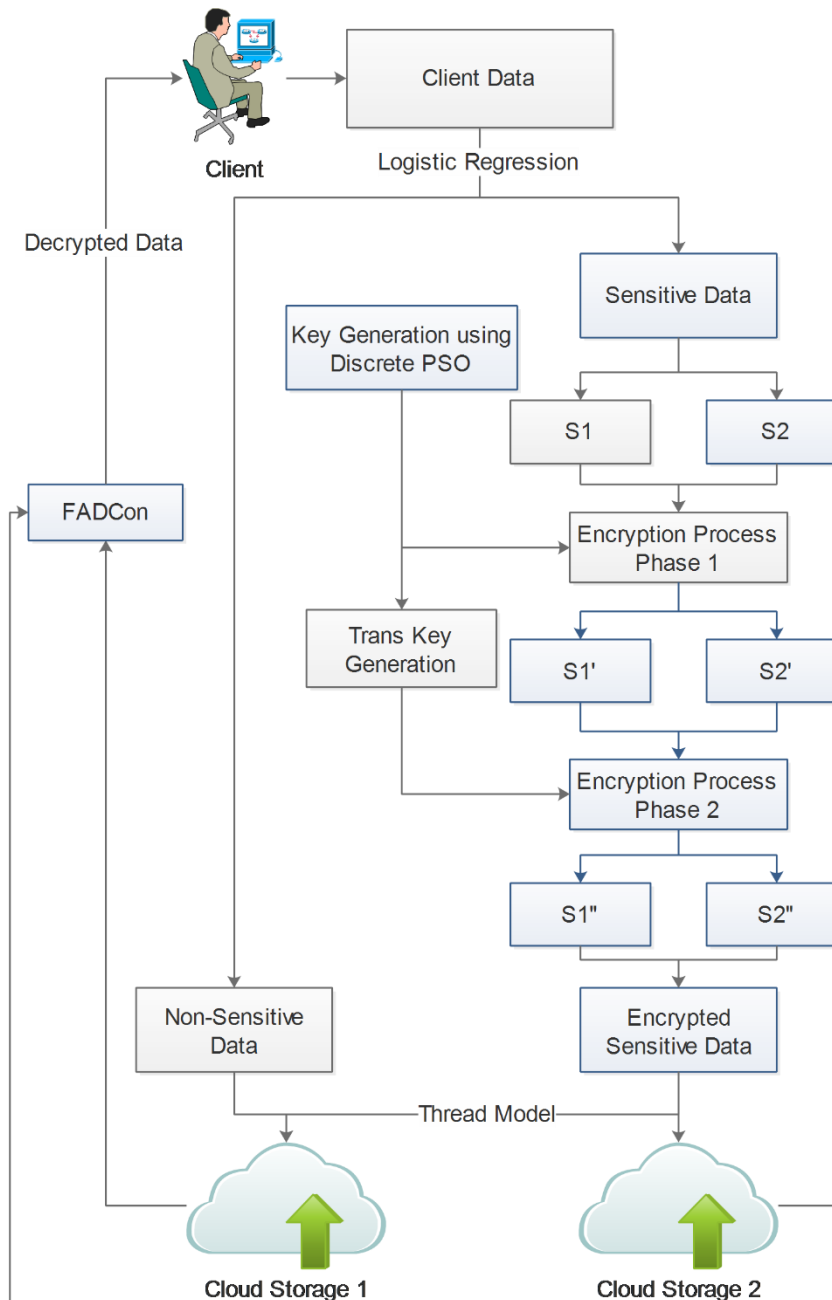 Client Data
Client
Logistic Regression
Decrypted Data
Sensitive Data
Key Generation using
Discrete PSO
S1
S2
FADCon
Encryption Process
Phase 1
Trans Key
Generation
S1'
S2'
Encryption Process
Phase 2
S1"
S2"
Non-Sensitive
Data
Encrypted
Sensitive Data
Thread Model
Cloud Storage 1
Cloud Storage 2